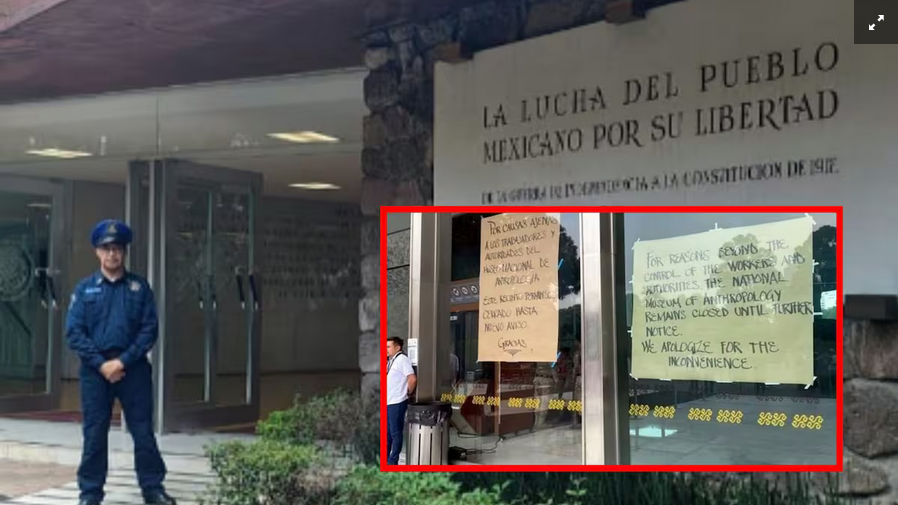 LA LUCHA DEL PUEBLO
MEXICANO POR SU LIBERTAD
DE LA GUERRA DE INDEPENDENCIA A LA CONSTITUCION DE 1917.
POR CAUSAS AJENAS
A LOS TRABAJADORES Y
AUTORIDADES DEL
MUSEO NACIONAL DE
ANTROPOLOGÍA
ESTE RECINTO PERMANECE
CERRADO HASTA
NUEVO AVISO.
GRACIAS
FOR REASONS BEYOND THE
CONTROL OF THE WORKERS AND
AUTHORITIES, THE NATIONAL
MUSEUM OF ANTHROPOLOGY
REMAINS CLOSED UNTIL FURTHER
NOTICE.
WE APOLOGIZE FOR THE
INCONVENIENCE.